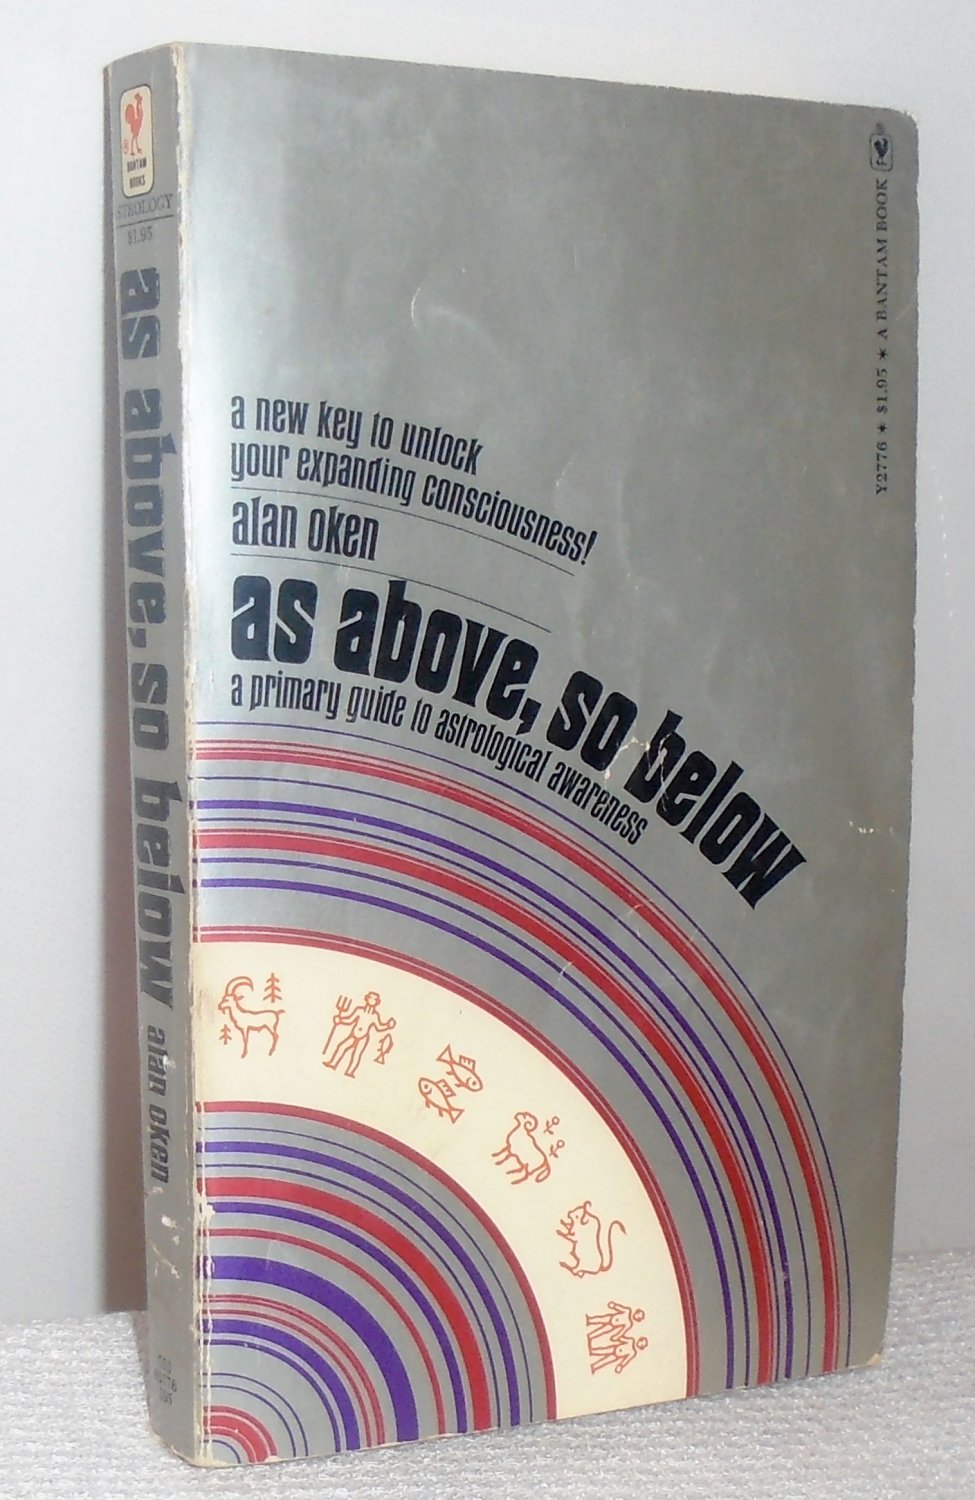 BANTAM
BOOKS
$1.95
as above, so below alan oken
Y2776 * $1.95 * A BANTAM BOOK
a new key to unlock
your expanding consciousness!
alan oken
as above, so below
a primary guide to astrological awareness